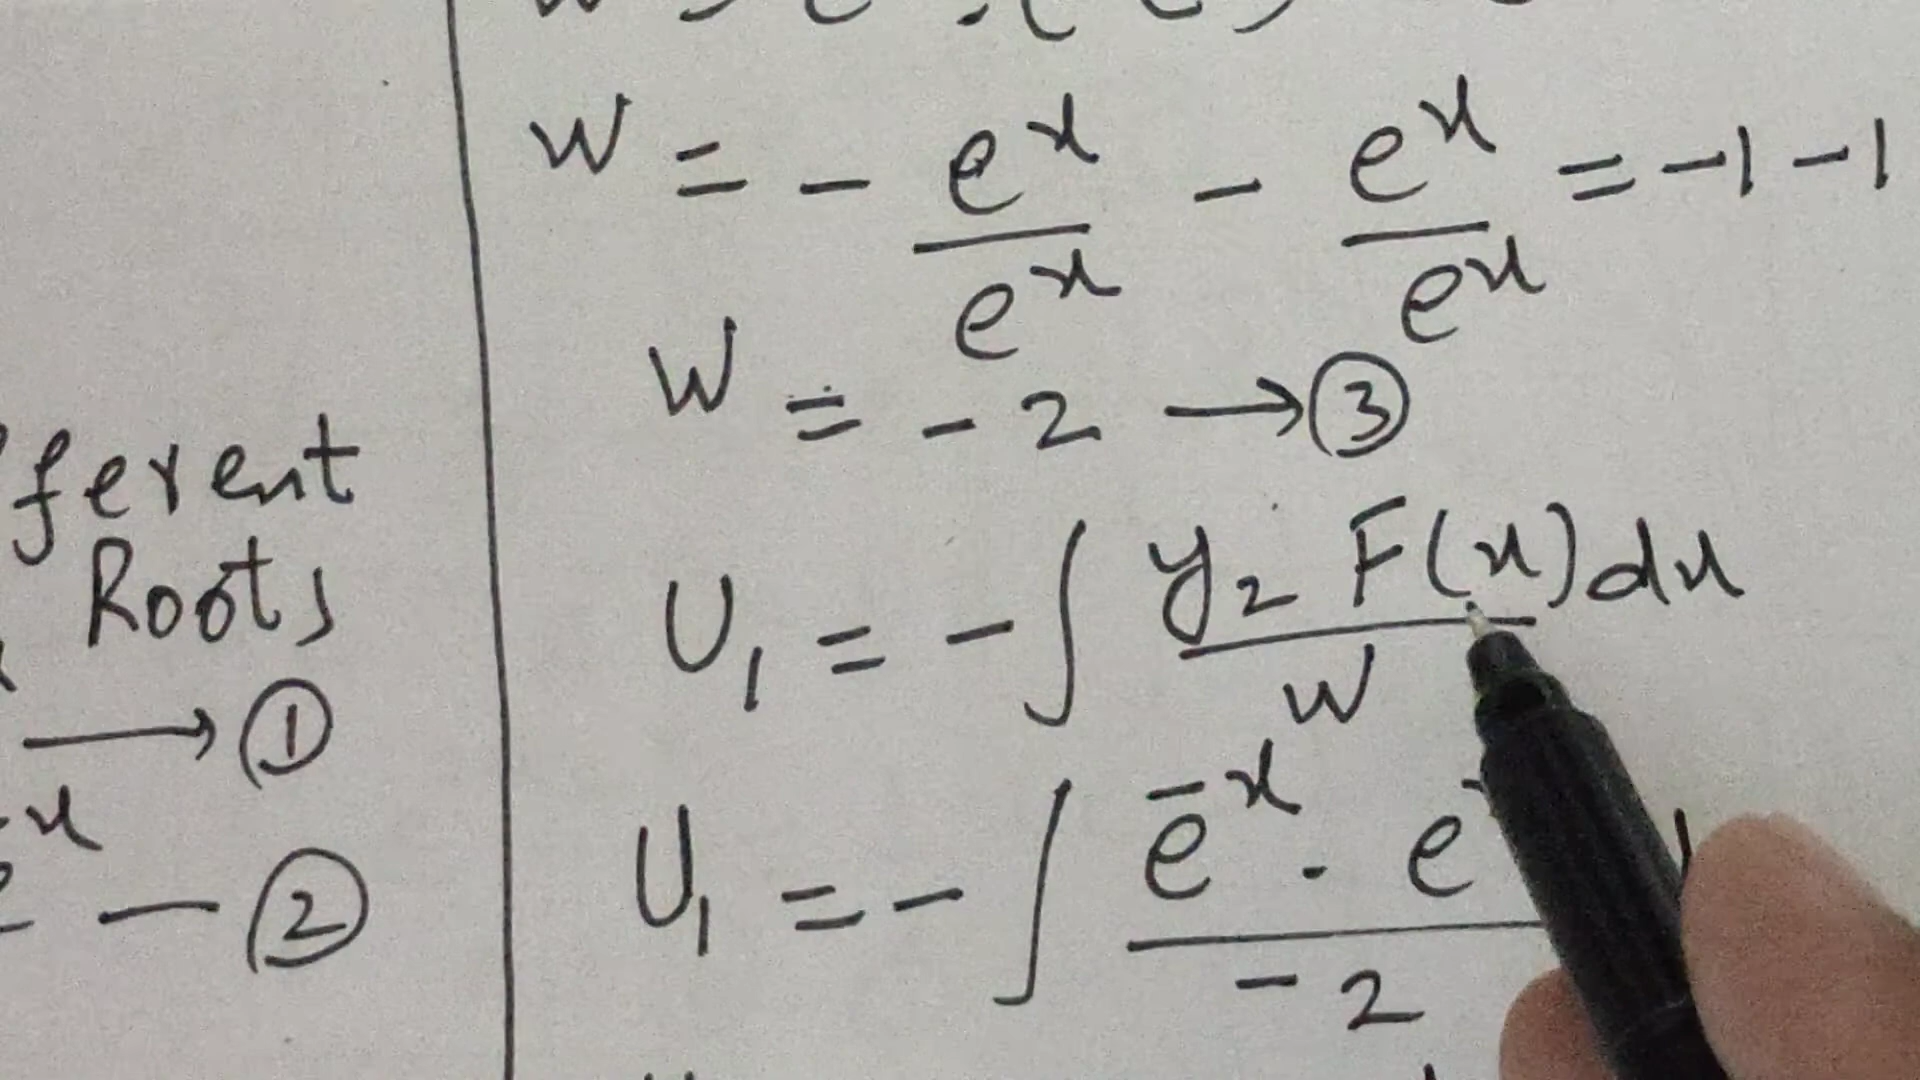 W = - e^x / e^x - e^x / e^x = -1 -1
W = -2 → ③
U₁ = -∫ y₂ F(x) / W dx
U₁ = -∫ e^-x · e / -2
fferent
Roots
→ ①
x
— ②